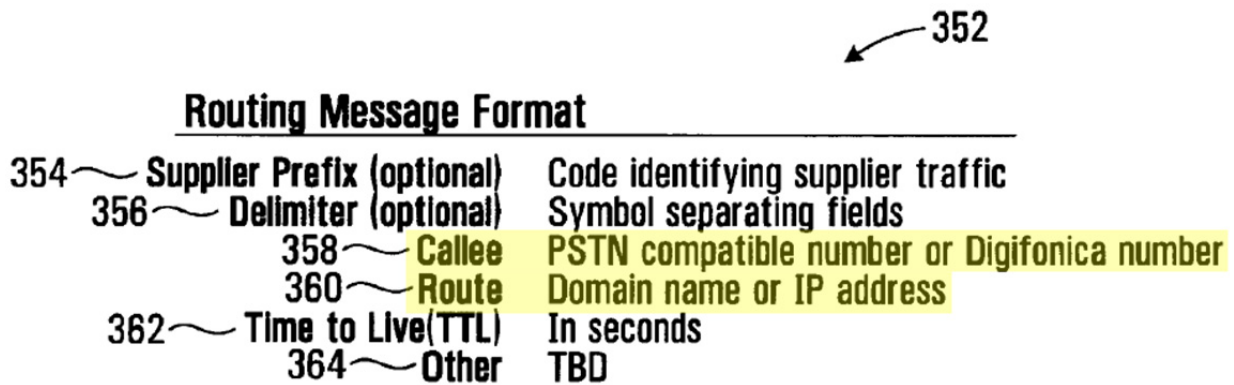 352
Routing Message Format
354 Supplier Prefix (optional) Code identifying supplier traffic
356 Delimiter (optional) Symbol separating fields
358 Callee PSTN compatible number or Digifonica number
360 Route Domain name or IP address
362 Time to Live(TTL) In seconds
364 Other TBD